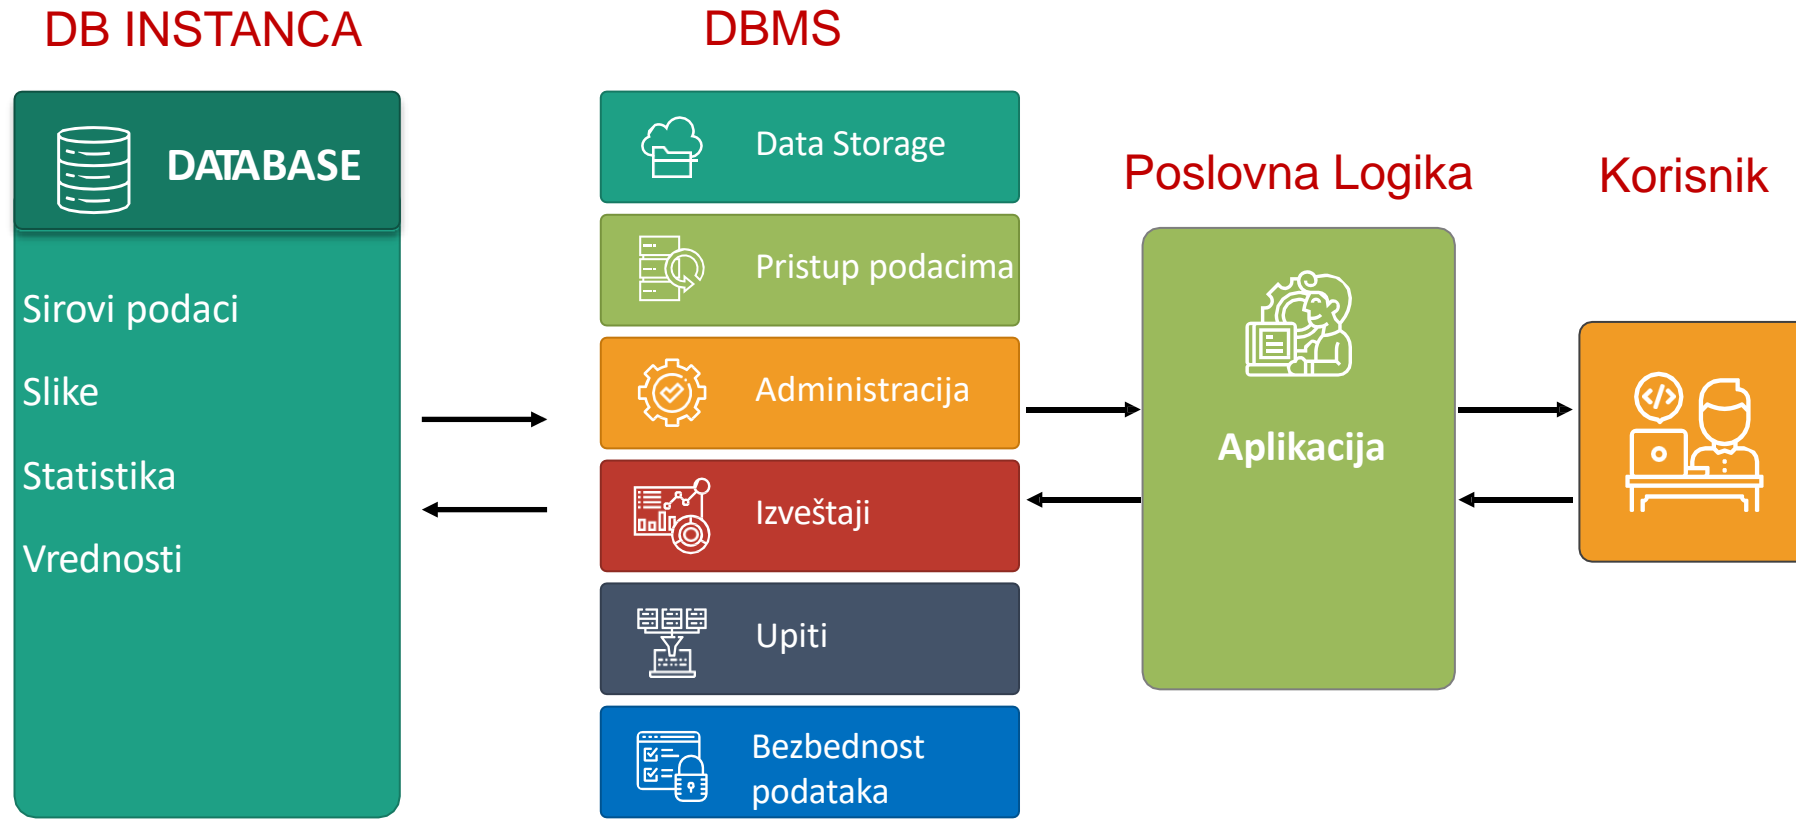 DB INSTANCA
DATABASE
Sirovi podaci
Slike
Statistika
Vrednosti
DBMS
Data Storage
Pristup podacima
Administracija
Izveštaji
Upiti
Bezbednost
podataka
Poslovna Logika
Aplikacija
Korisnik